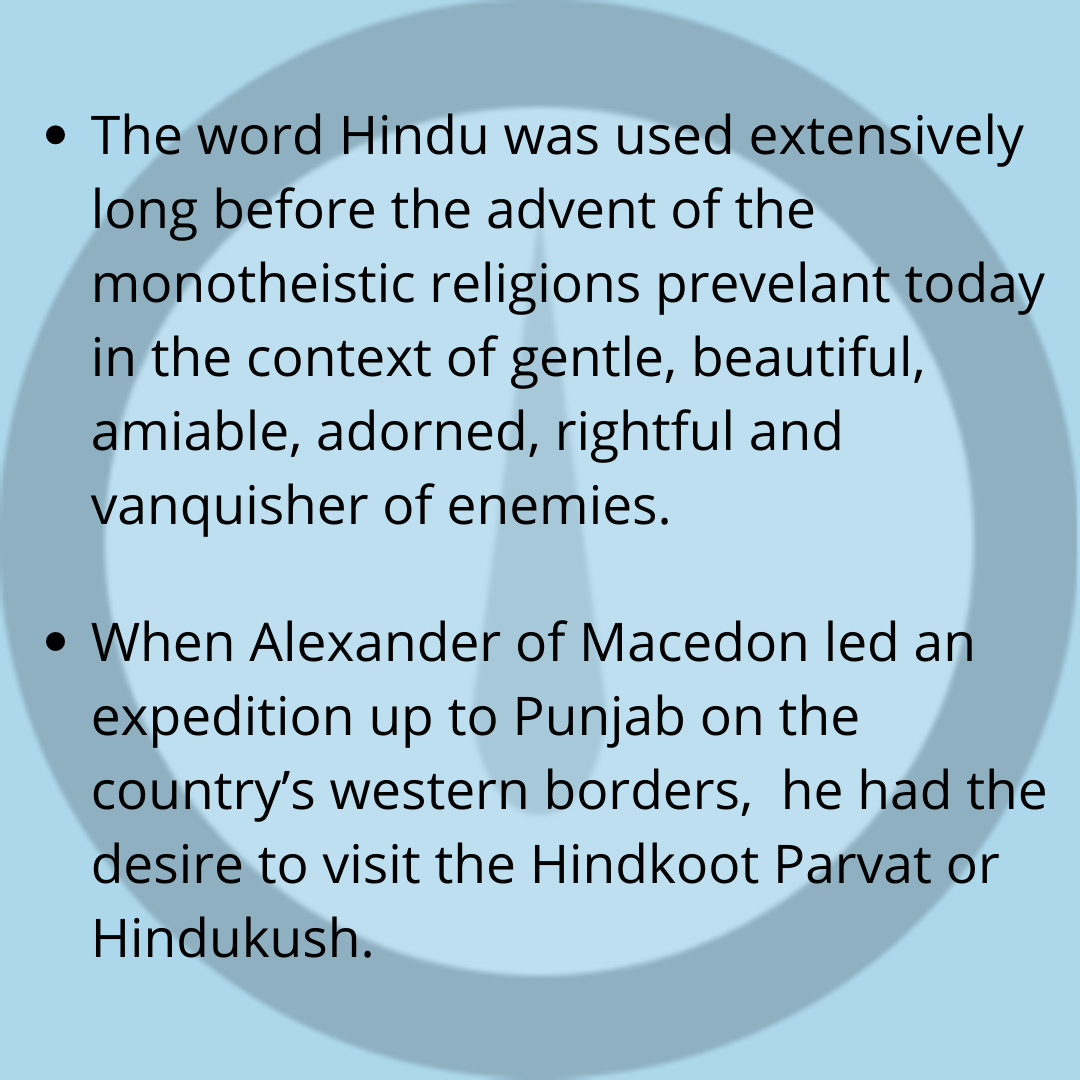 • The word Hindu was used extensively
long before the advent of the
monotheistic religions prevelant today
in the context of gentle, beautiful,
amiable, adorned, rightful and
vanquisher of enemies.
• When Alexander of Macedon led an
expedition up to Punjab on the
country’s western borders,  he had the
desire to visit the Hindkoot Parvat or
Hindukush.